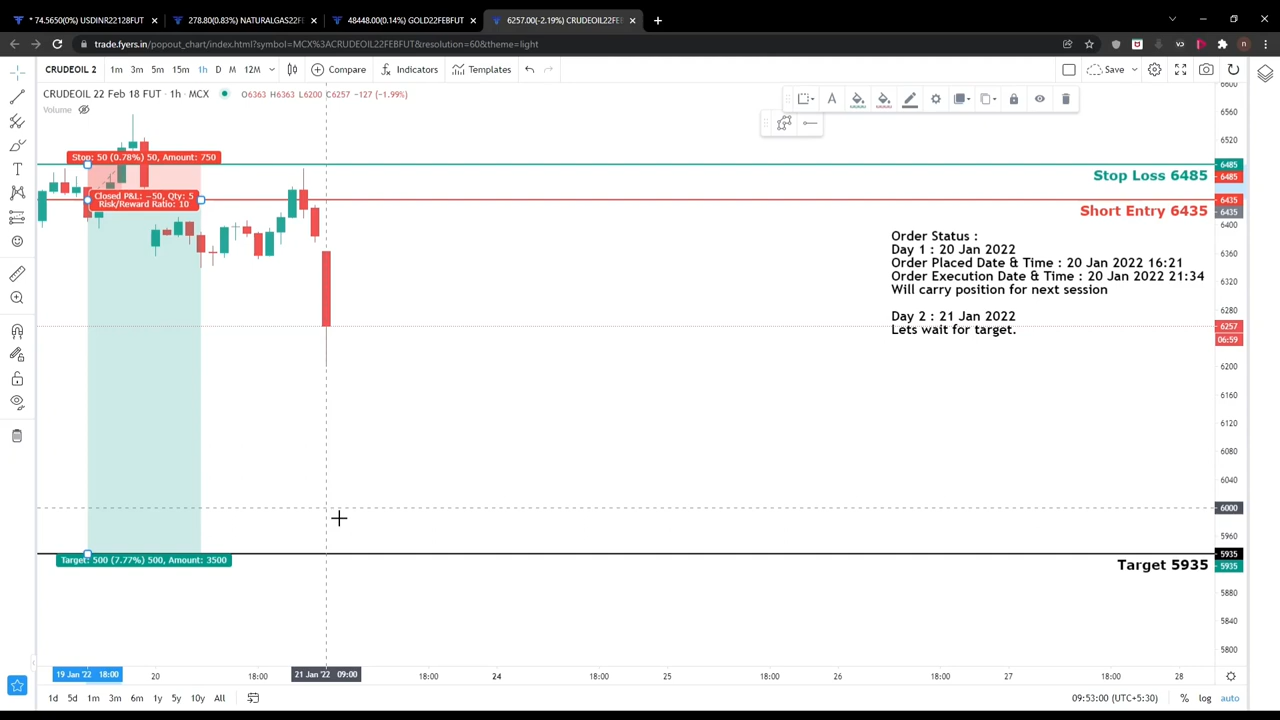 * 74.5650(0%) USDINR22128FUT
278.80(0.83%) NATURALGAS22FE
48448.00(0.14%) GOLD22FEBFUT
6257.00(-2.19%) CRUDEOIL22FEB
trade.fyers.in/popout_chart/index.html?symbol=MCX%3ACRUDEOIL22FEBFUT&resolution=60&theme=light
CRUDEOIL 2 1m 3m 5m 15m 1h D M 12M Compare Indicators Templates Save
CRUDEOIL 22 Feb 18 FUT · 1h · MCX O6363 H6363 L6200 C6257 −127 (−1.99%)
Volume
Stop: 50 (0.78%) 50, Amount: 750
Closed P&L: −50, Qty: 5
Risk/Reward Ratio: 10
Stop Loss 6485
Short Entry 6435
Order Status :
Day 1 : 20 Jan 2022
Order Placed Date & Time : 20 Jan 2022 16:21
Order Execution Date & Time : 20 Jan 2022 21:34
Will carry position for next session
Day 2 : 21 Jan 2022
Lets wait for target.
Target: 500 (7.77%) 500, Amount: 3500
Target 5935
6600
6560
6520
6485
6485
6435
6435
6400
6360
6320
6280
6257
06:59
6200
6160
6120
6080
6040
6000
5960
5935
5935
5880
5840
5800
19 Jan '22 18:00 20 18:00 21 Jan '22 09:00 18:00 24 18:00 25 18:00 26 18:00 27 18:00 28
1d 5d 1m 3m 6m 1y 5y 10y All 09:53:00 (UTC+5:30) % log auto